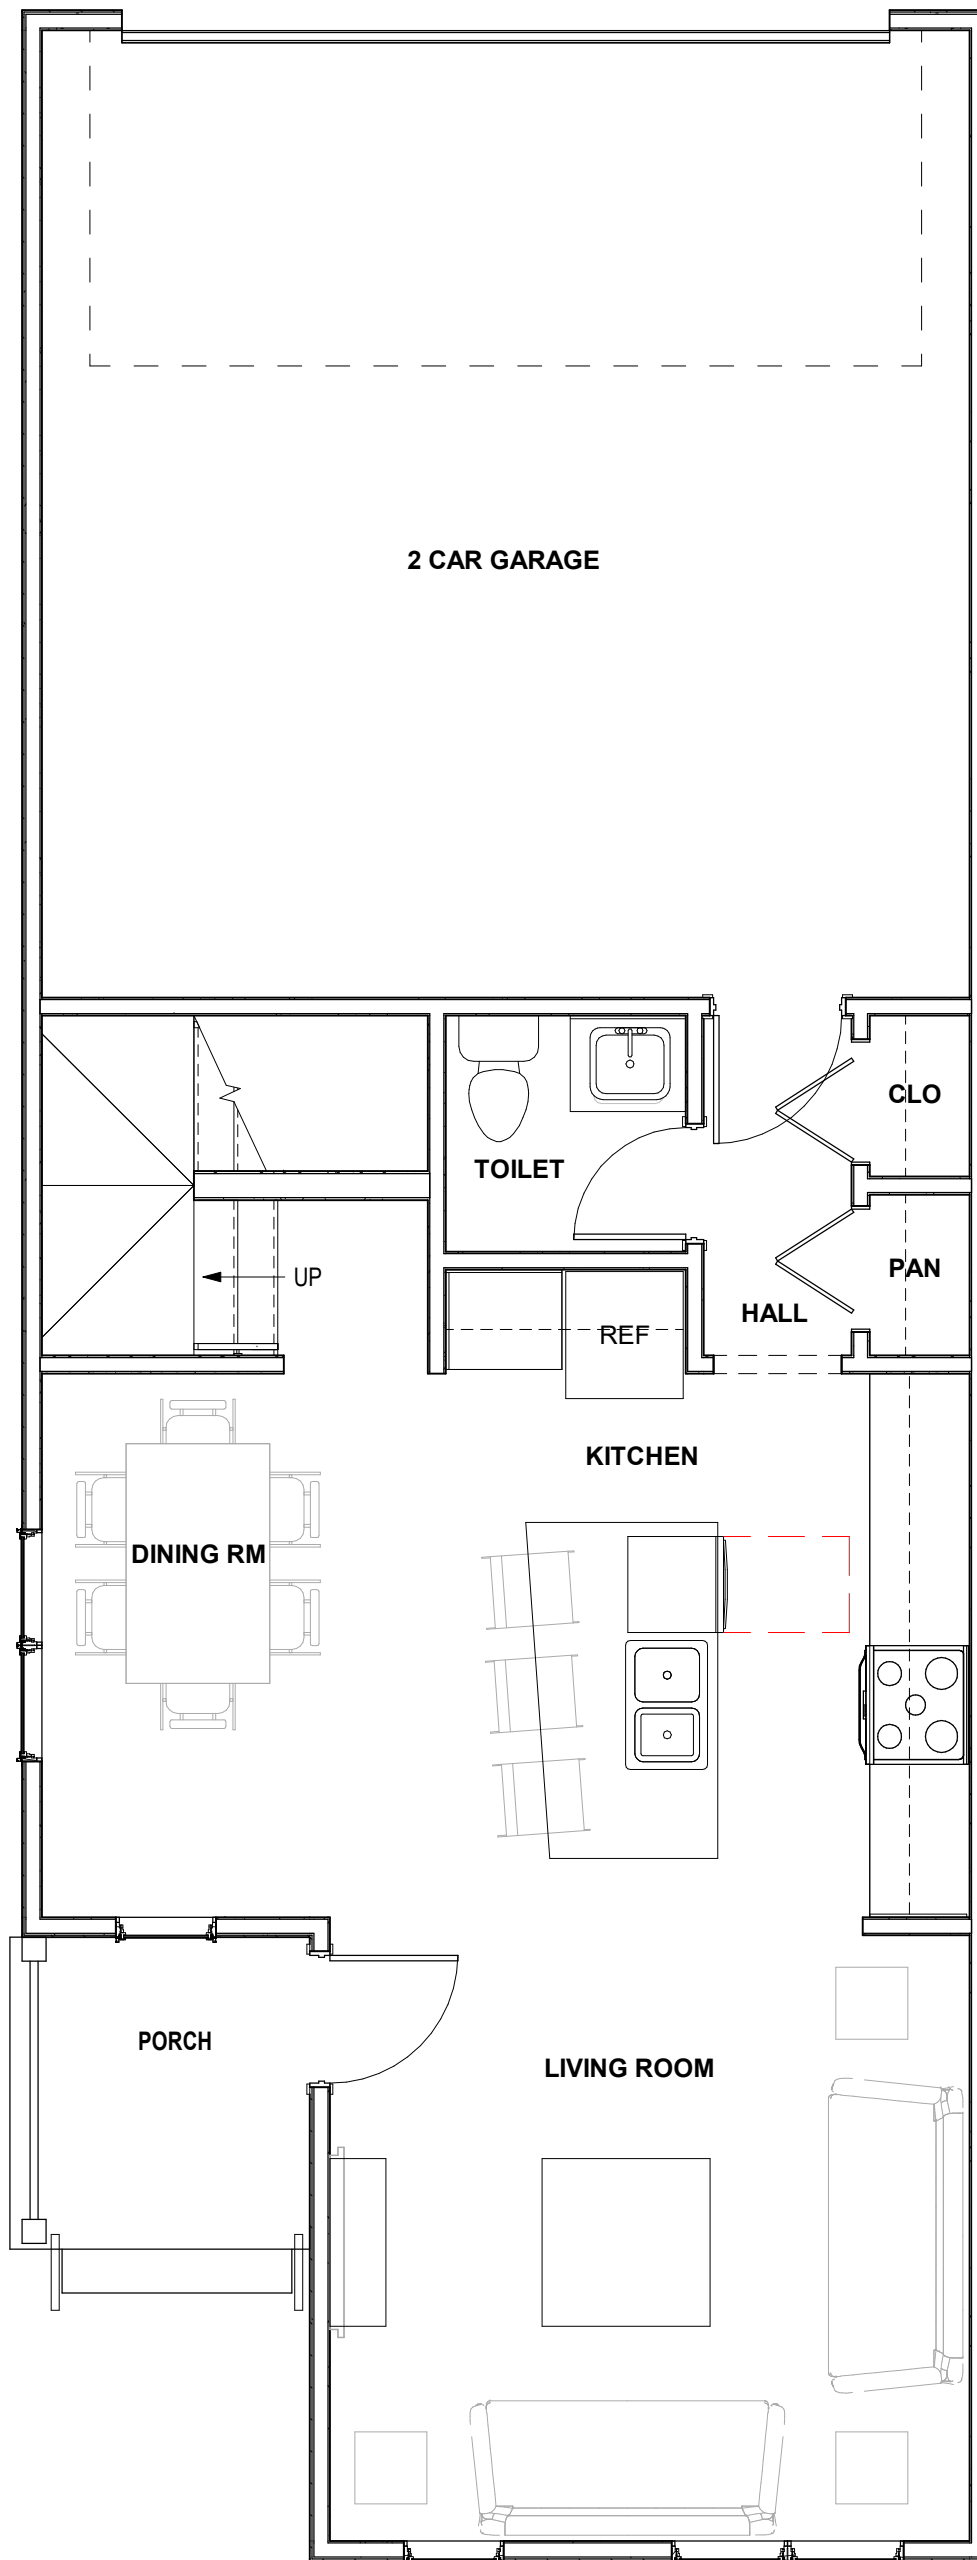 2 CAR GARAGE
CLO
TOILET
PAN
UP
HALL
REF
KITCHEN
DINING RM
PORCH
LIVING ROOM